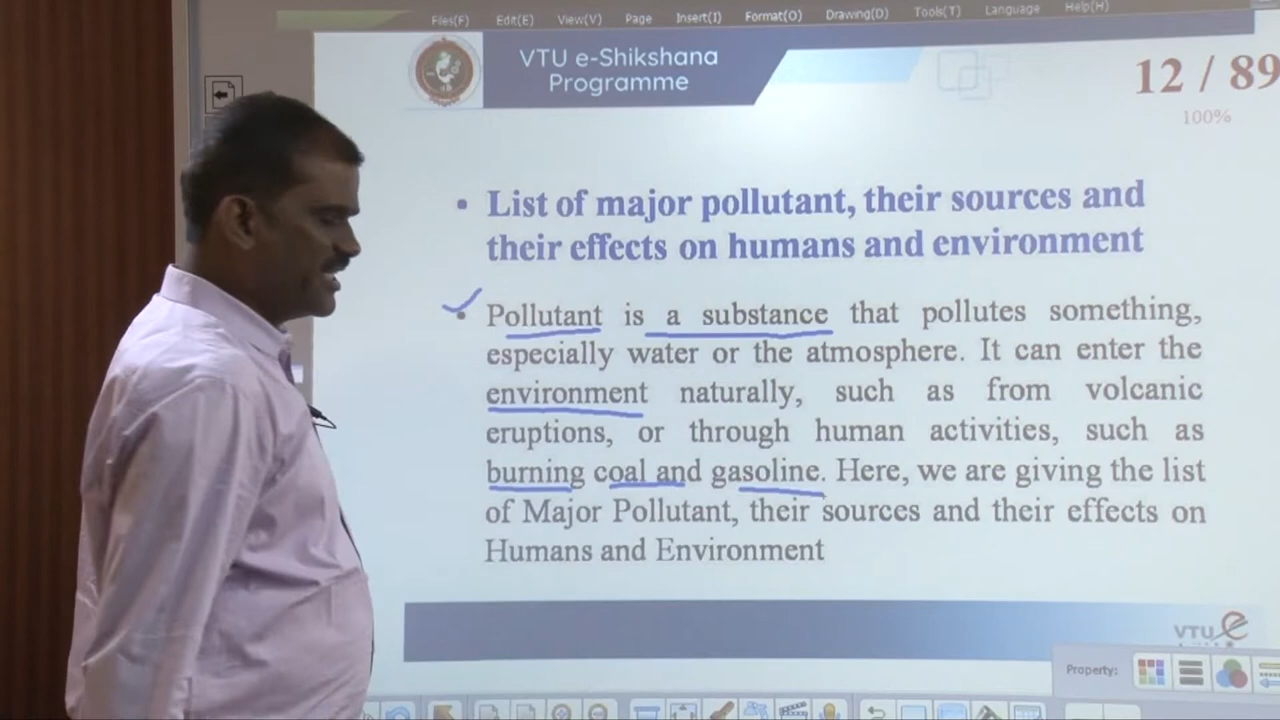 Files(F) Edit(E) View(V) Page Insert(I) Format(O) Drawing(D) Tools(T) Language Help(H)
VTU e-Shikshana
Programme
12 / 89
100%
• List of major pollutant, their sources and
their effects on humans and environment
• Pollutant is a substance that pollutes something,
especially water or the atmosphere. It can enter the
environment naturally, such as from volcanic
eruptions, or through human activities, such as
burning coal and gasoline. Here, we are giving the list
of Major Pollutant, their sources and their effects on
Humans and Environment
VTU e
Property: